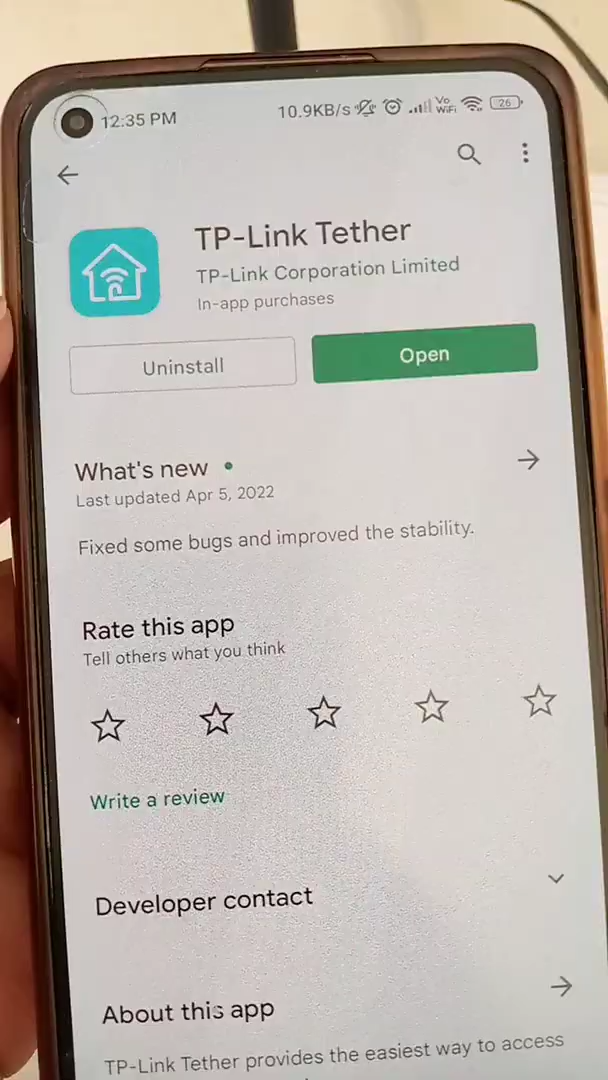 12:35 PM
10.9KB/s
Vo
WiFi
26
TP-Link Tether
TP-Link Corporation Limited
In-app purchases
Uninstall
Open
What's new
Last updated Apr 5, 2022
Fixed some bugs and improved the stability.
Rate this app
Tell others what you think
Write a review
Developer contact
About this app
TP-Link Tether provides the easiest way to access